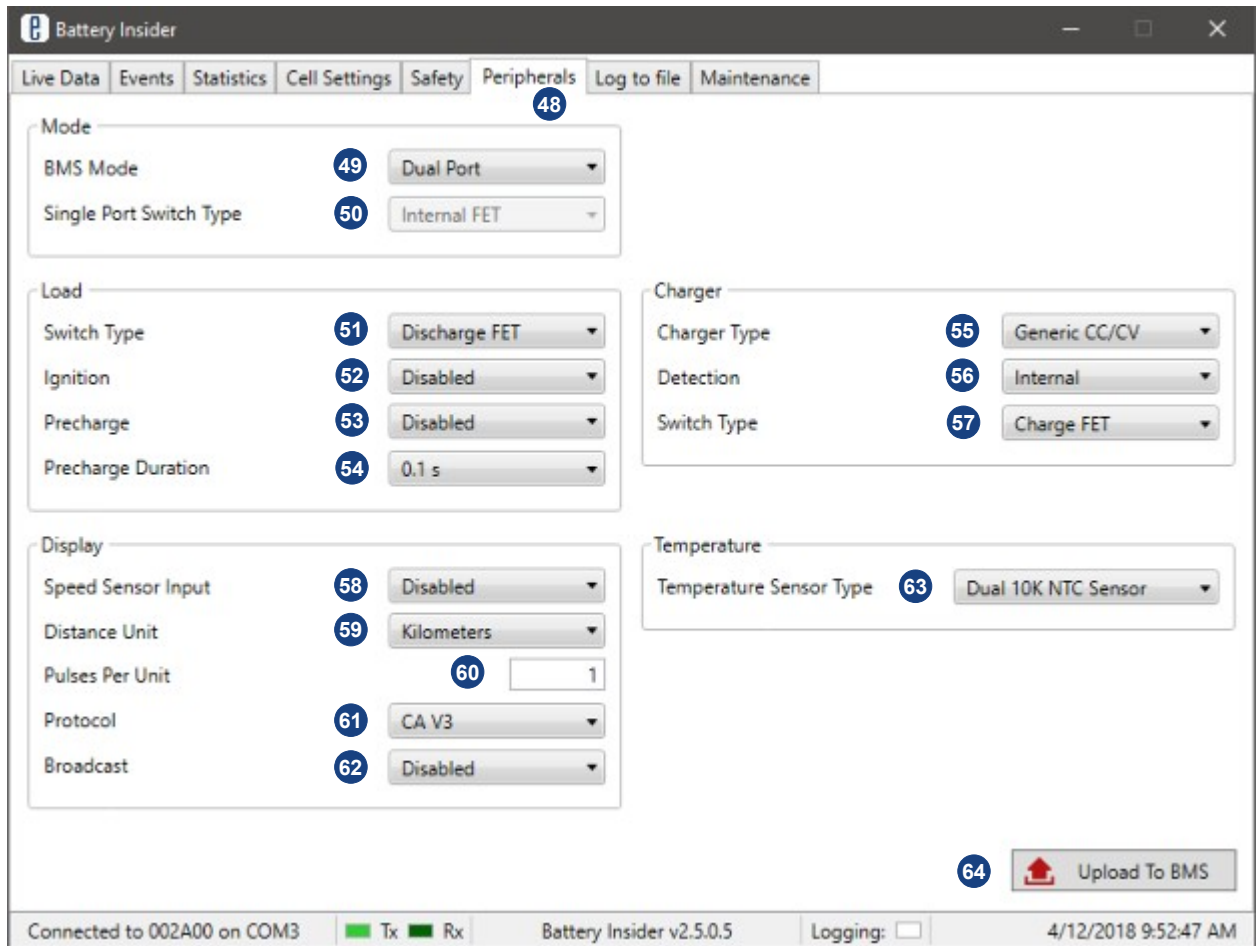 Battery Insider
Live Data Events Statistics Cell Settings Safety Peripherals Log to file Maintenance
48
Mode
BMS Mode 49 Dual Port
Single Port Switch Type 50 Internal FET
Load
Switch Type 51 Discharge FET
Ignition 52 Disabled
Precharge 53 Disabled
Precharge Duration 54 0.1 s
Charger
Charger Type 55 Generic CC/CV
Detection 56 Internal
Switch Type 57 Charge FET
Display
Speed Sensor Input 58 Disabled
Distance Unit 59 Kilometers
Pulses Per Unit 60 1
Protocol 61 CA V3
Broadcast 62 Disabled
Temperature
Temperature Sensor Type 63 Dual 10K NTC Sensor
64 Upload To BMS
Connected to 002A00 on COM3 Tx Rx Battery Insider v2.5.0.5 Logging: 4/12/2018 9:52:47 AM